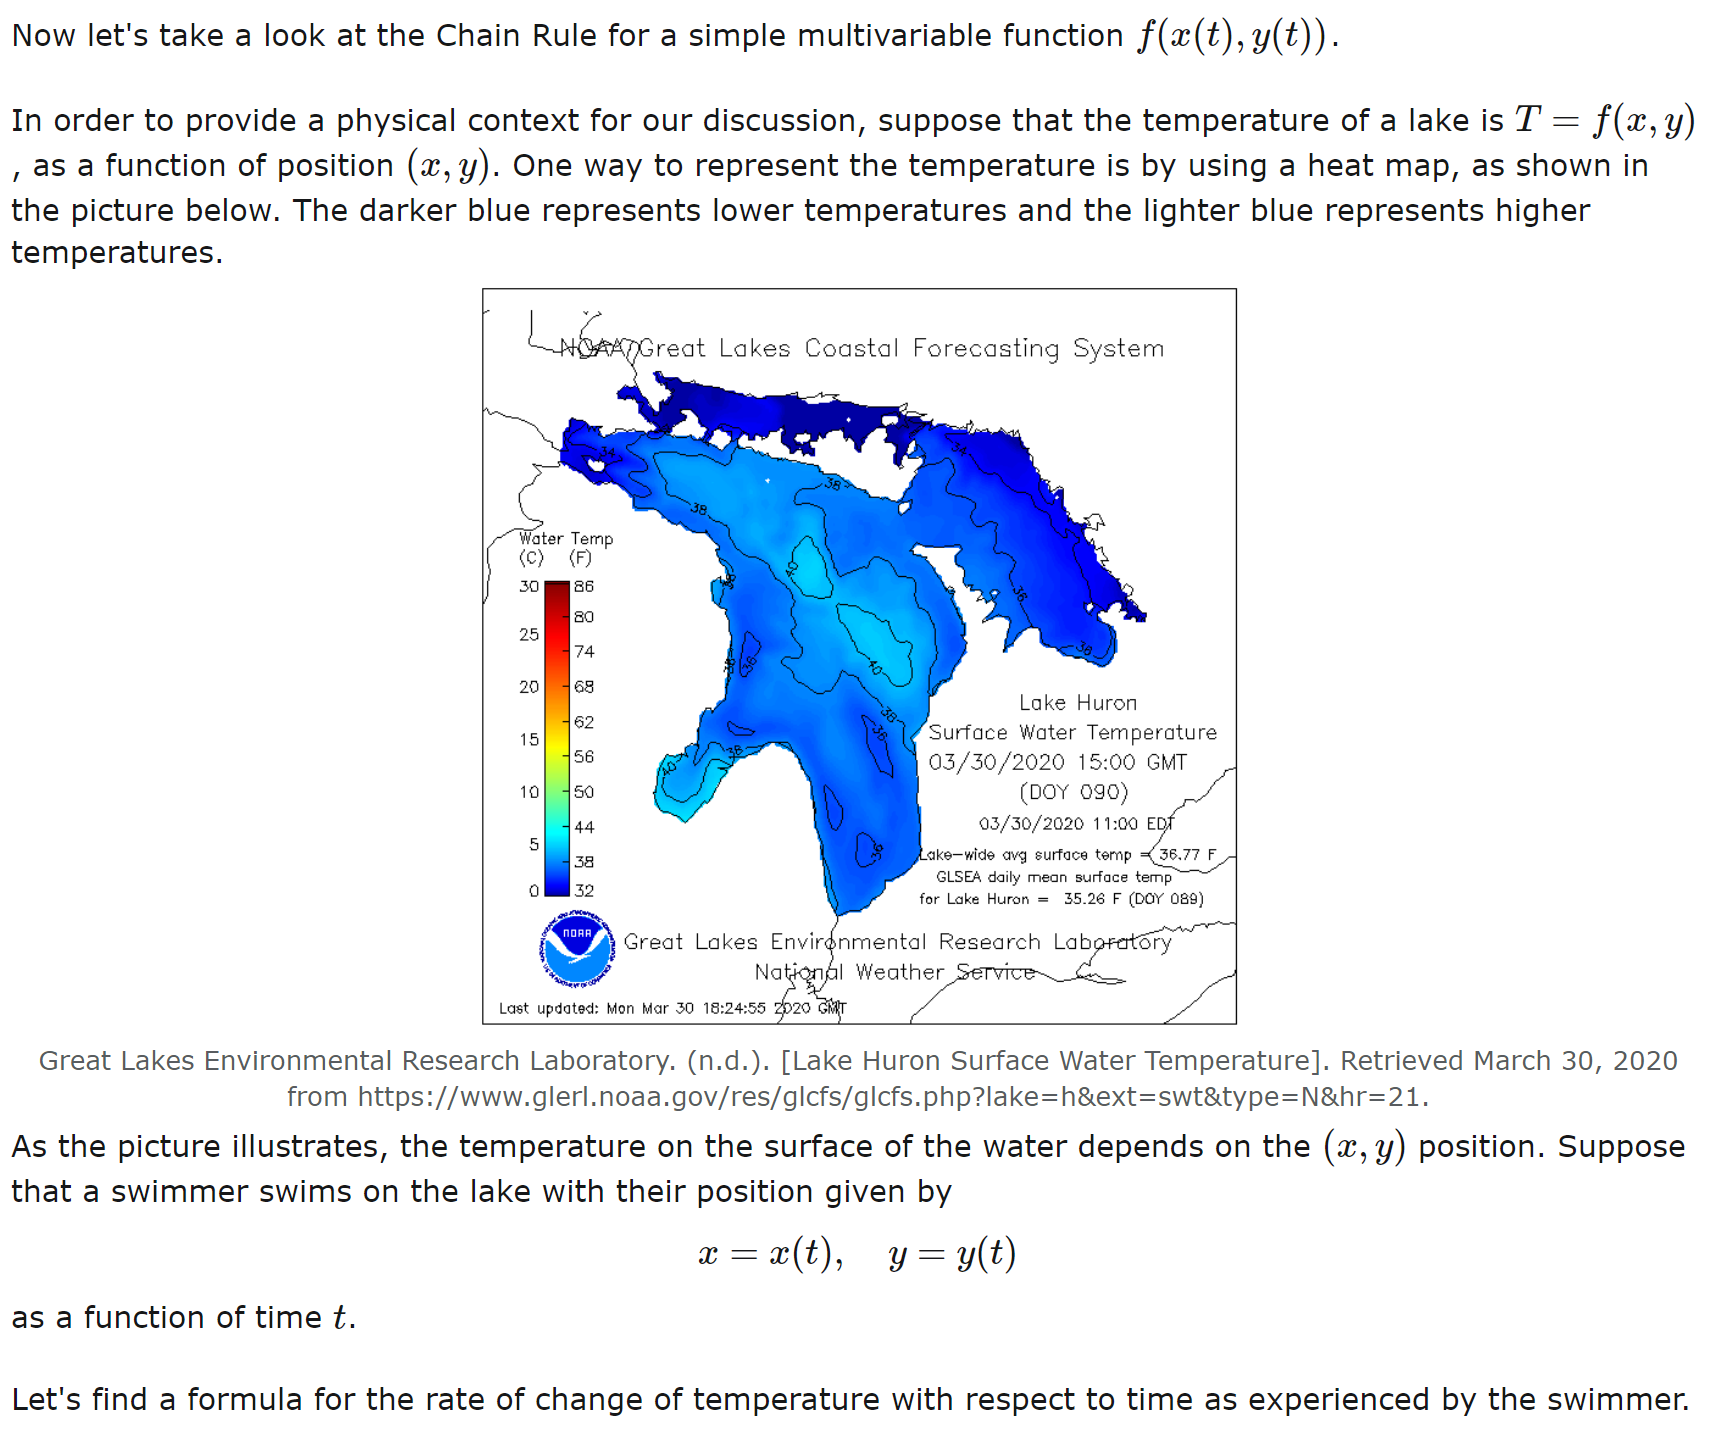 Now let's take a look at the Chain Rule for a simple multivariable function f(x(t), y(t)).
In order to provide a physical context for our discussion, suppose that the temperature of a lake is T = f(x, y)
, as a function of position (x, y). One way to represent the temperature is by using a heat map, as shown in
the picture below. The darker blue represents lower temperatures and the lighter blue represents higher
temperatures.
NOAA/Great Lakes Coastal Forecasting System
34
34
38
38
40
38
36
38
36
38
40
36
38
36
38
40
36
Water Temp
(C) (F)
30 86
80
25
74
20 68
62
15
56
10 50
44
5
38
0 32
Lake Huron
Surface Water Temperature
03/30/2020 15:00 GMT
(DOY 090)
03/30/2020 11:00 EDT
Lake-wide avg surface temp = 36.77 F
GLSEA daily mean surface temp
for Lake Huron = 35.26 F (DOY 089)
NOAA
Great Lakes Environmental Research Laboratory
National Weather Service
Last updated: Mon Mar 30 18:24:55 2020 GMT
Great Lakes Environmental Research Laboratory. (n.d.). [Lake Huron Surface Water Temperature]. Retrieved March 30, 2020
from https://www.glerl.noaa.gov/res/glcfs/glcfs.php?lake=h&ext=swt&type=N&hr=21.
As the picture illustrates, the temperature on the surface of the water depends on the (x, y) position. Suppose
that a swimmer swims on the lake with their position given by
x = x(t), y = y(t)
as a function of time t.
Let's find a formula for the rate of change of temperature with respect to time as experienced by the swimmer.